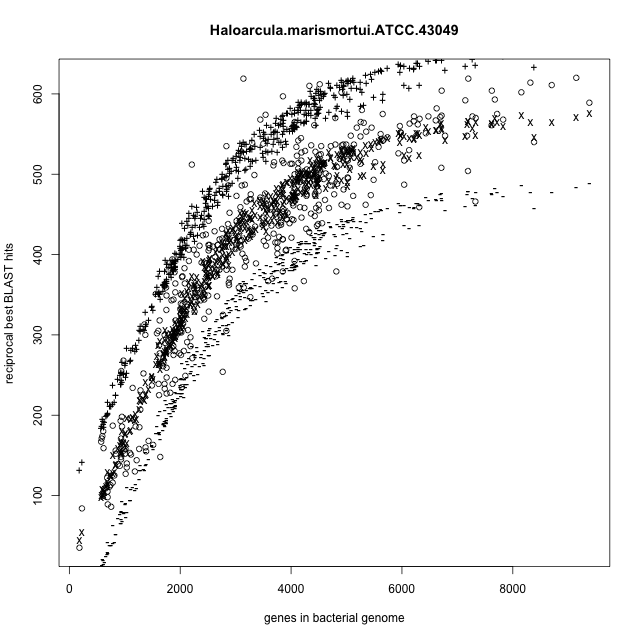 Haloarcula.marismortui.ATCC.43049
reciprocal best BLAST hits
600
500
400
300
200
100
0 2000 4000 6000 8000
genes in bacterial genome